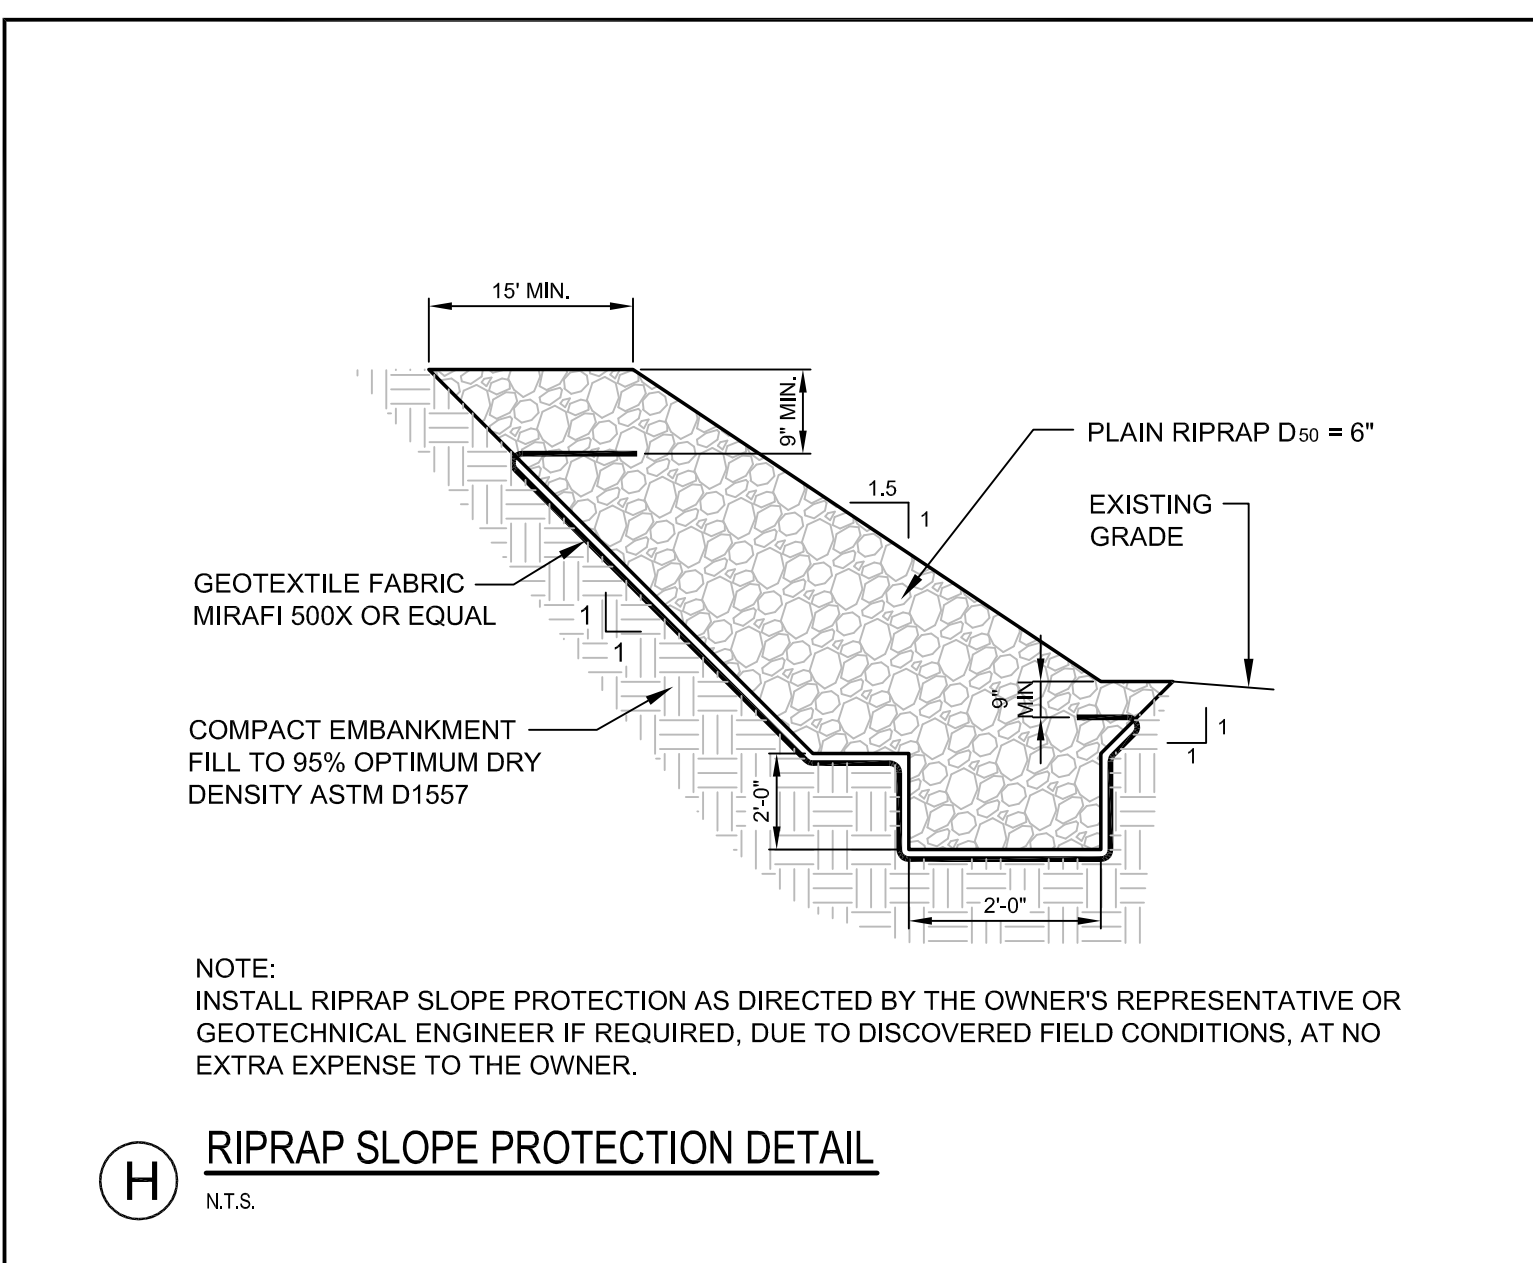 15' MIN.
9" MIN.
PLAIN RIPRAP D50 = 6"
1.5
1
EXISTING
GRADE
GEOTEXTILE FABRIC
MIRAFI 500X OR EQUAL
1
1
9"
MIN
1
1
COMPACT EMBANKMENT
FILL TO 95% OPTIMUM DRY
DENSITY ASTM D1557
2'-0"
2'-0"
NOTE:
INSTALL RIPRAP SLOPE PROTECTION AS DIRECTED BY THE OWNER'S REPRESENTATIVE OR
GEOTECHNICAL ENGINEER IF REQUIRED, DUE TO DISCOVERED FIELD CONDITIONS, AT NO
EXTRA EXPENSE TO THE OWNER.
H
RIPRAP SLOPE PROTECTION DETAIL
N.T.S.